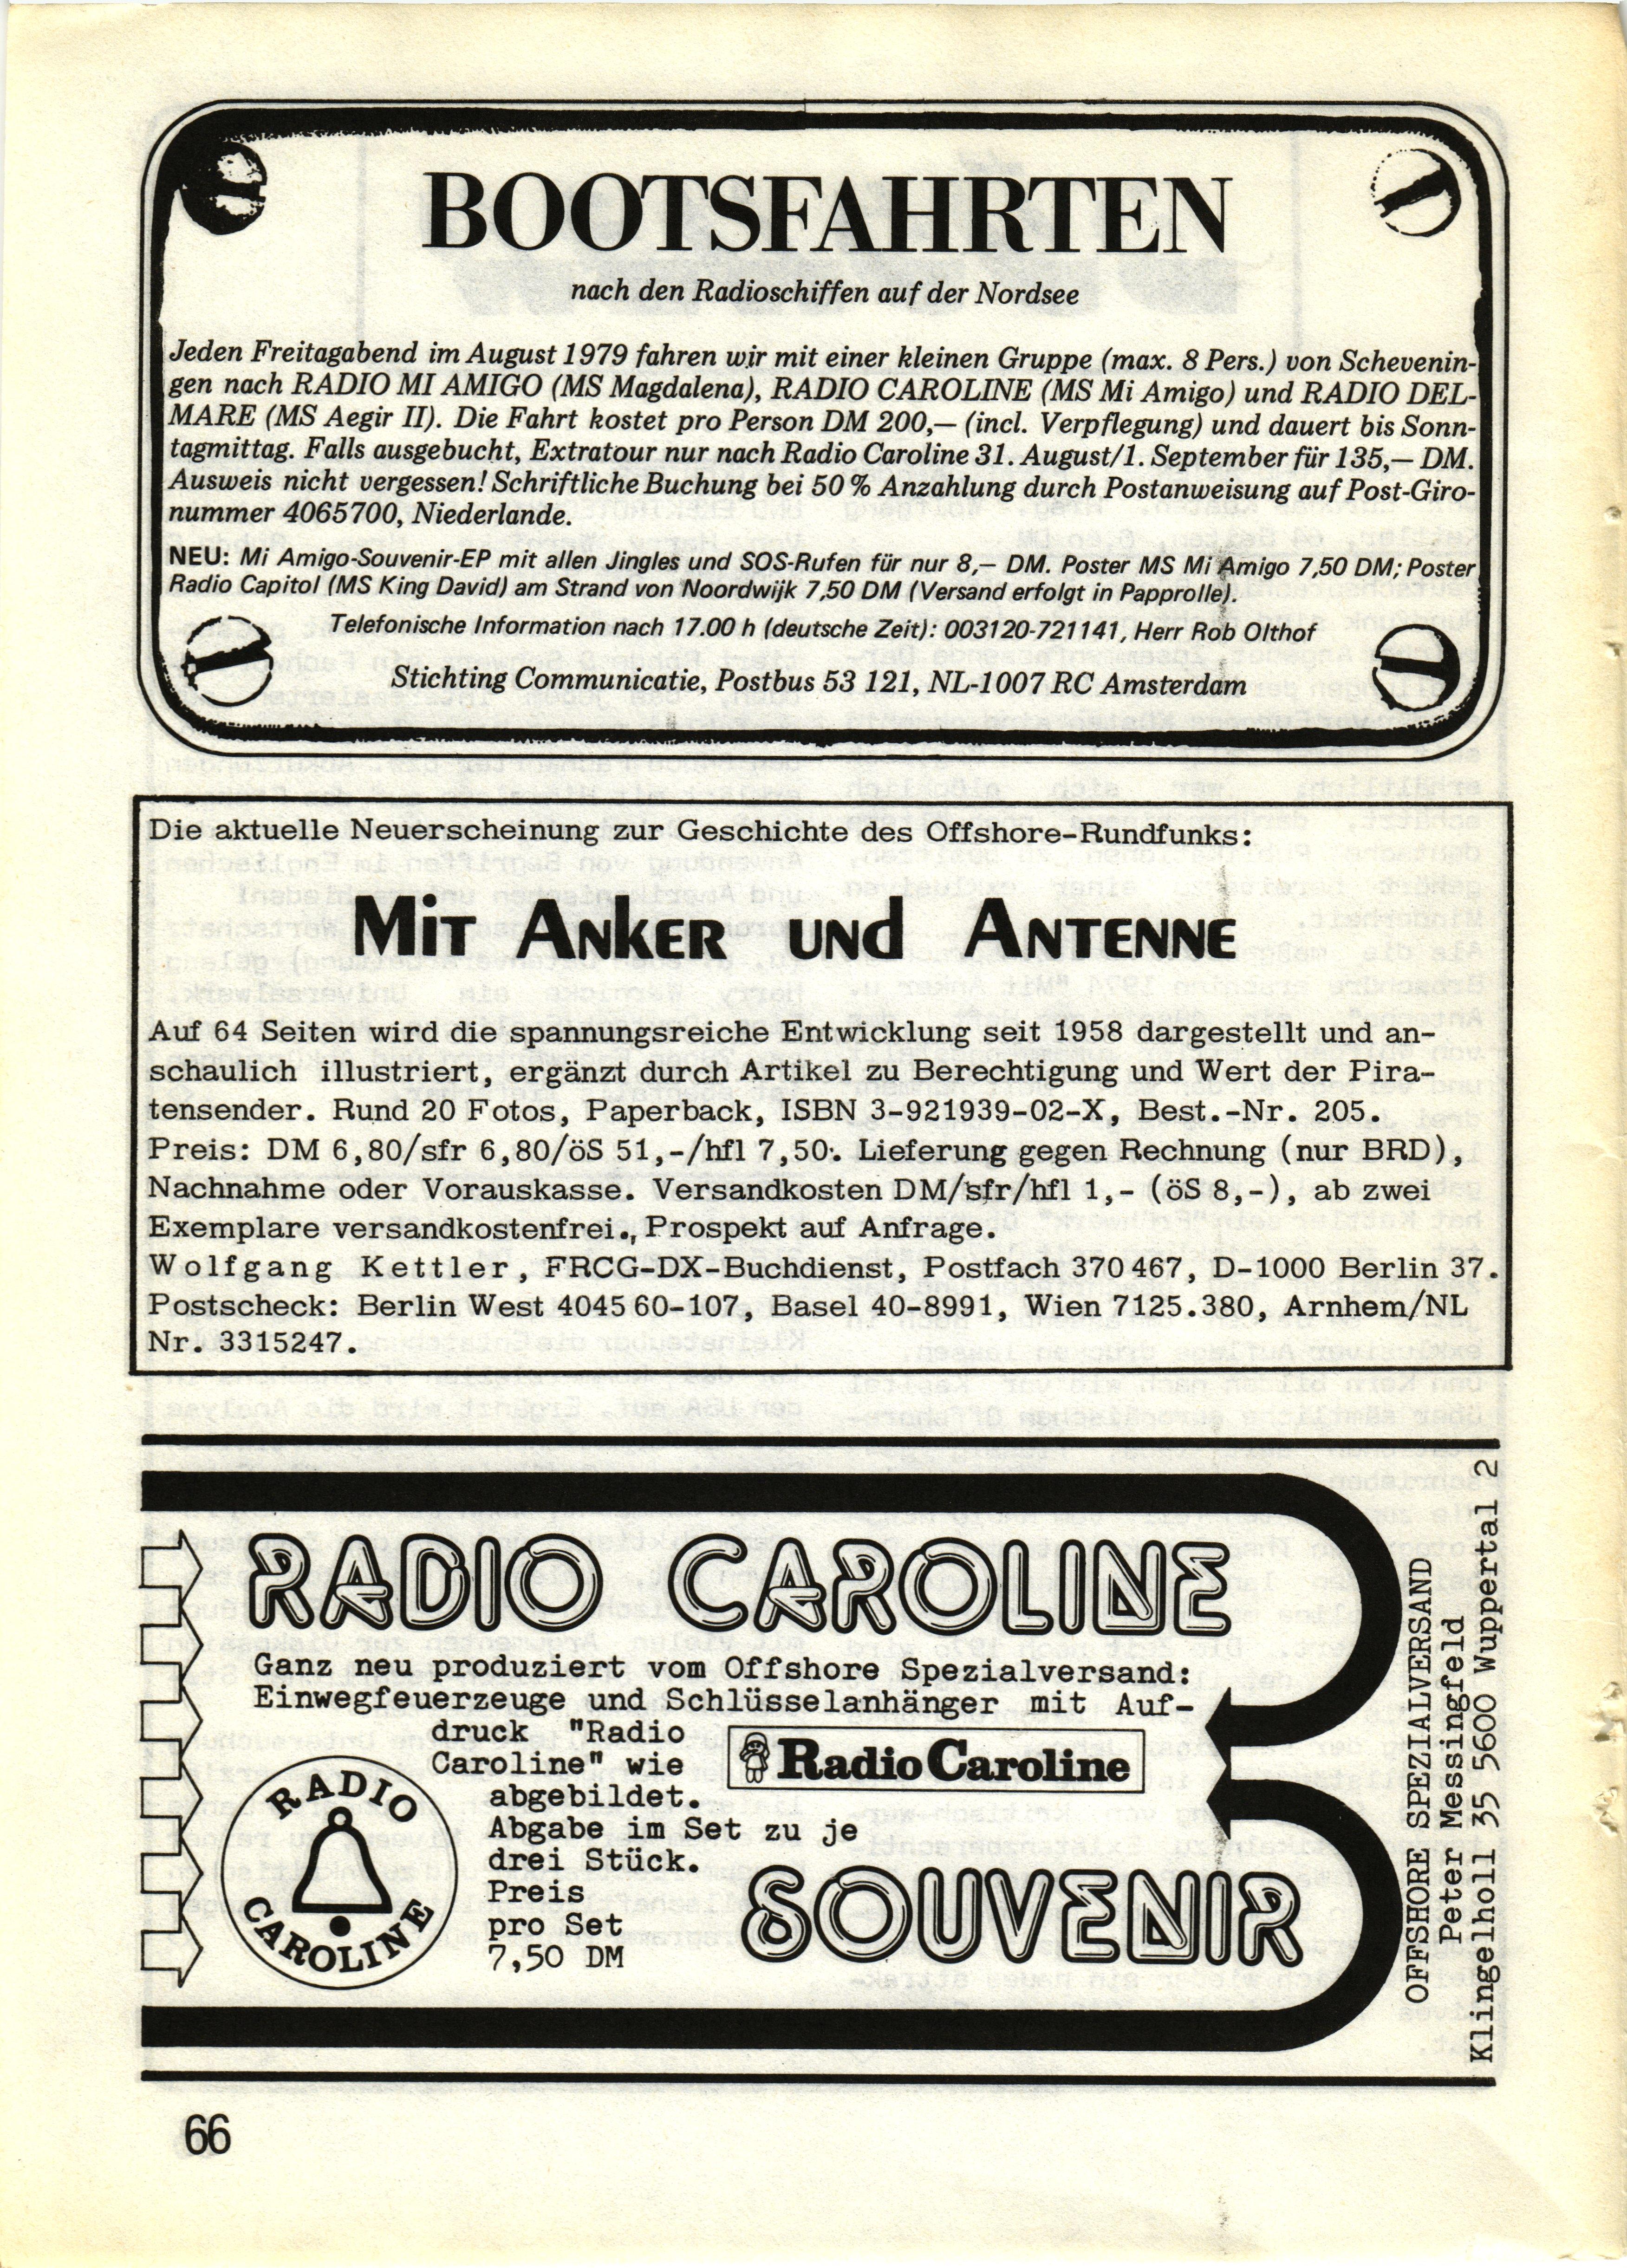 BOOTSFAHRTEN
nach den Radioschiffen auf der Nordsee
Jeden Freitagabend im August 1979 fahren wir mit einer kleinen Gruppe (max. 8 Pers.) von Schevenin-
gen nach RADIO MI AMIGO (MS Magdalena), RADIO CAROLINE (MS Mi Amigo) und RADIO DEL-
MARE (MS Aegir II). Die Fahrt kostet pro Person DM 200,— (incl. Verpflegung) und dauert bis Sonn-
tagmittag. Falls ausgebucht, Extratour nur nach Radio Caroline 31. August/1. September für 135,— DM.
Ausweis nicht vergessen! Schriftliche Buchung bei 50 % Anzahlung durch Postanweisung auf Post-Giro-
nummer 4065700, Niederlande.
NEU: Mi Amigo-Souvenir-EP mit allen Jingles und SOS-Rufen für nur 8,— DM. Poster MS Mi Amigo 7,50 DM; Poster
Radio Capitol (MS King David) am Strand von Noordwijk 7,50 DM (Versand erfolgt in Papprolle).
Telefonische Information nach 17.00 h (deutsche Zeit): 003120-721141, Herr Rob Olthof
Stichting Communicatie, Postbus 53 121, NL-1007 RC Amsterdam
Die aktuelle Neuerscheinung zur Geschichte des Offshore-Rundfunks:
MiT ANkER UNd ANTENNE
Auf 64 Seiten wird die spannungsreiche Entwicklung seit 1958 dargestellt und an-
schaulich illustriert, ergänzt durch Artikel zu Berechtigung und Wert der Pira-
tensender. Rund 20 Fotos, Paperback, ISBN 3-921939-02-X, Best.-Nr. 205.
Preis: DM 6,80/sfr 6,80/öS 51,-/hfl 7,50. Lieferung gegen Rechnung (nur BRD),
Nachnahme oder Vorauskasse. Versandkosten DM/sfr/hfl 1,- (öS 8,-), ab zwei
Exemplare versandkostenfrei., Prospekt auf Anfrage.
Wolfgang Kettler, FRCG-DX-Buchdienst, Postfach 370 467, D-1000 Berlin 37.
Postscheck: Berlin West 4045 60-107, Basel 40-8991, Wien 7125.380, Arnhem/NL
Nr. 3315247.
RADIO CAROLINE
Ganz neu produziert vom Offshore Spezialversand:
Einwegfeuerzeuge und Schlüsselanhänger mit Auf-
druck "Radio
Caroline" wie
abgebildet.
Abgabe im Set zu je
drei Stück.
Preis
pro Set
7,50 DM
Radio Caroline
RADIO
CAROLINE
SOUVENIR
OFFSHORE SPEZIALVERSAND
Peter Messingfeld
Klingelholl 35 5600 Wuppertal 2
66